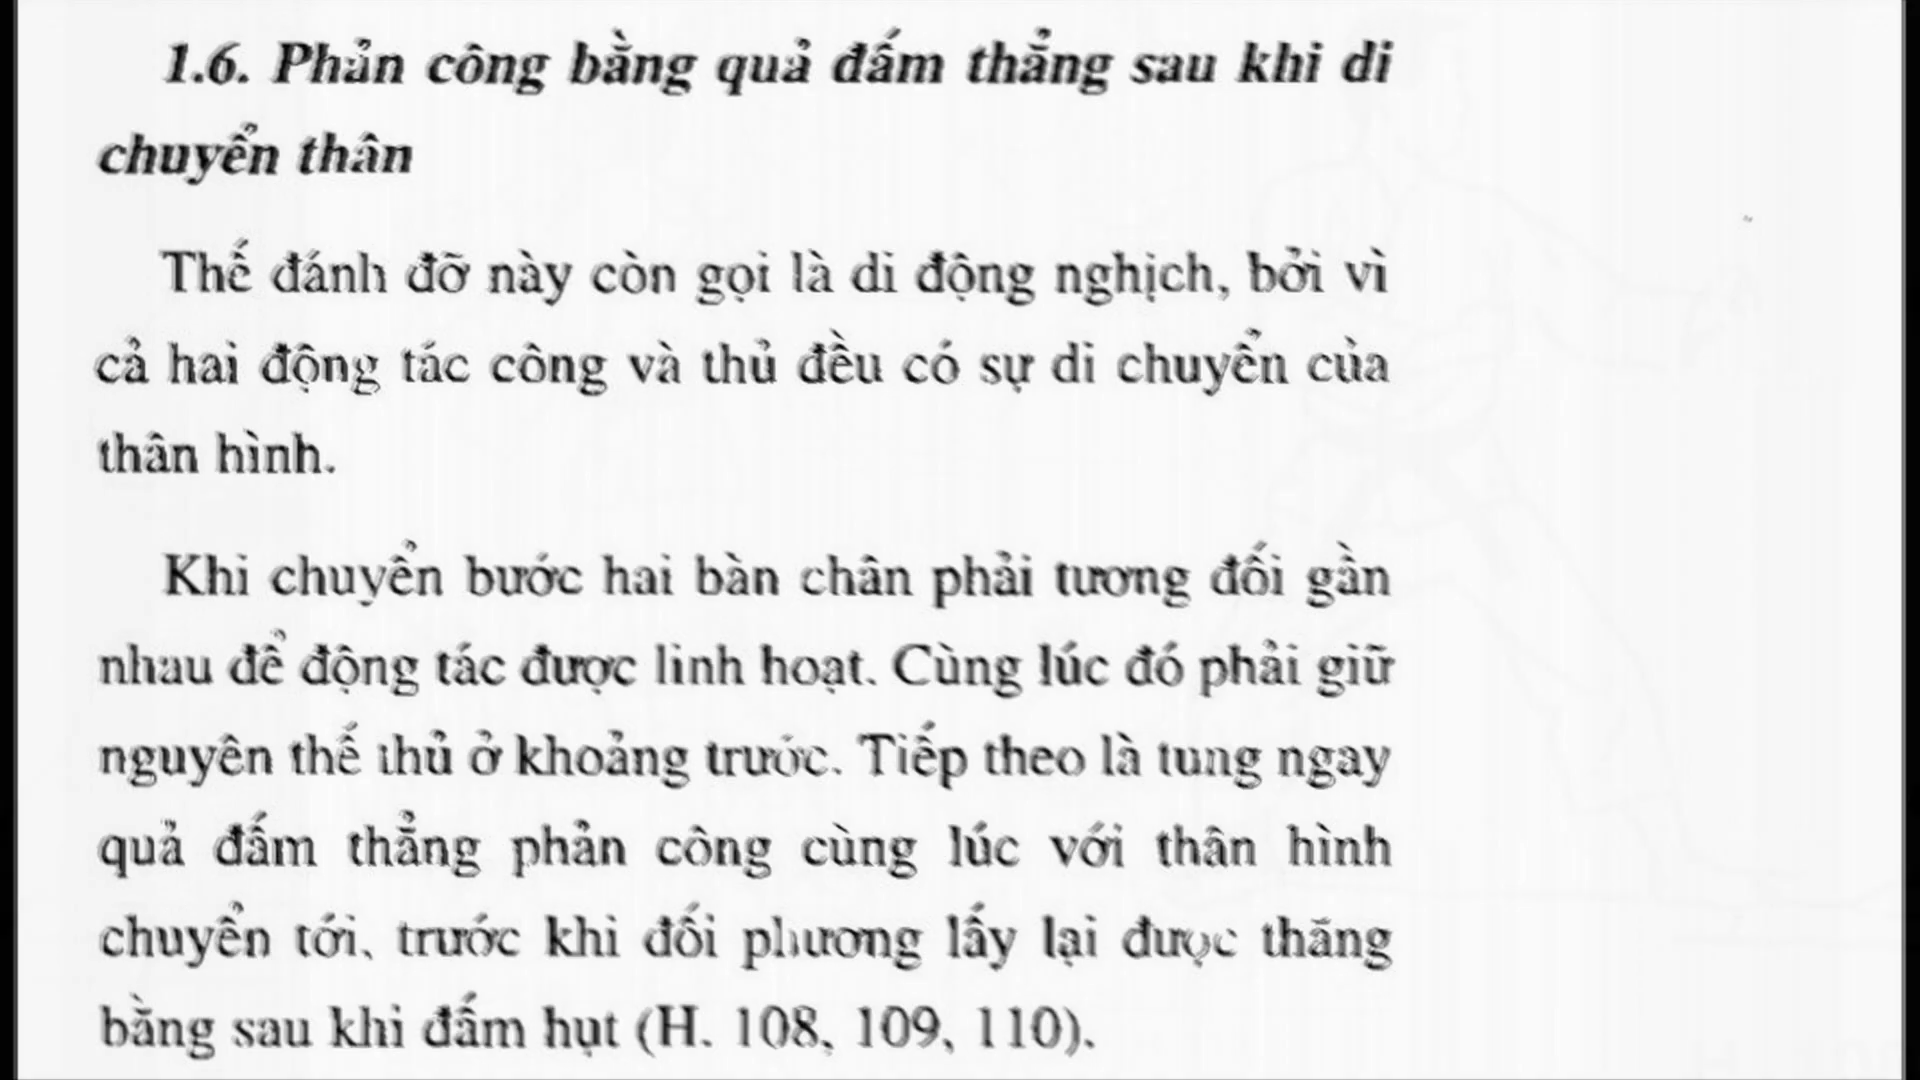 1.6. Phản công bằng quả đấm thẳng sau khi di
chuyển thân
Thế đánh đỡ này còn gọi là di động nghịch, bởi vì
cả hai động tác công và thủ đều có sự di chuyển của
thân hình.
Khi chuyển bước hai bàn chân phải tương đối gần
nhau để động tác được linh hoạt. Cùng lúc đó phải giữ
nguyên thế thủ ở khoảng trước. Tiếp theo là tung ngay
quả đấm thẳng phản công cùng lúc với thân hình
chuyển tới, trước khi đối phương lấy lại được thăng
bằng sau khi đấm hụt (H. 108, 109, 110).